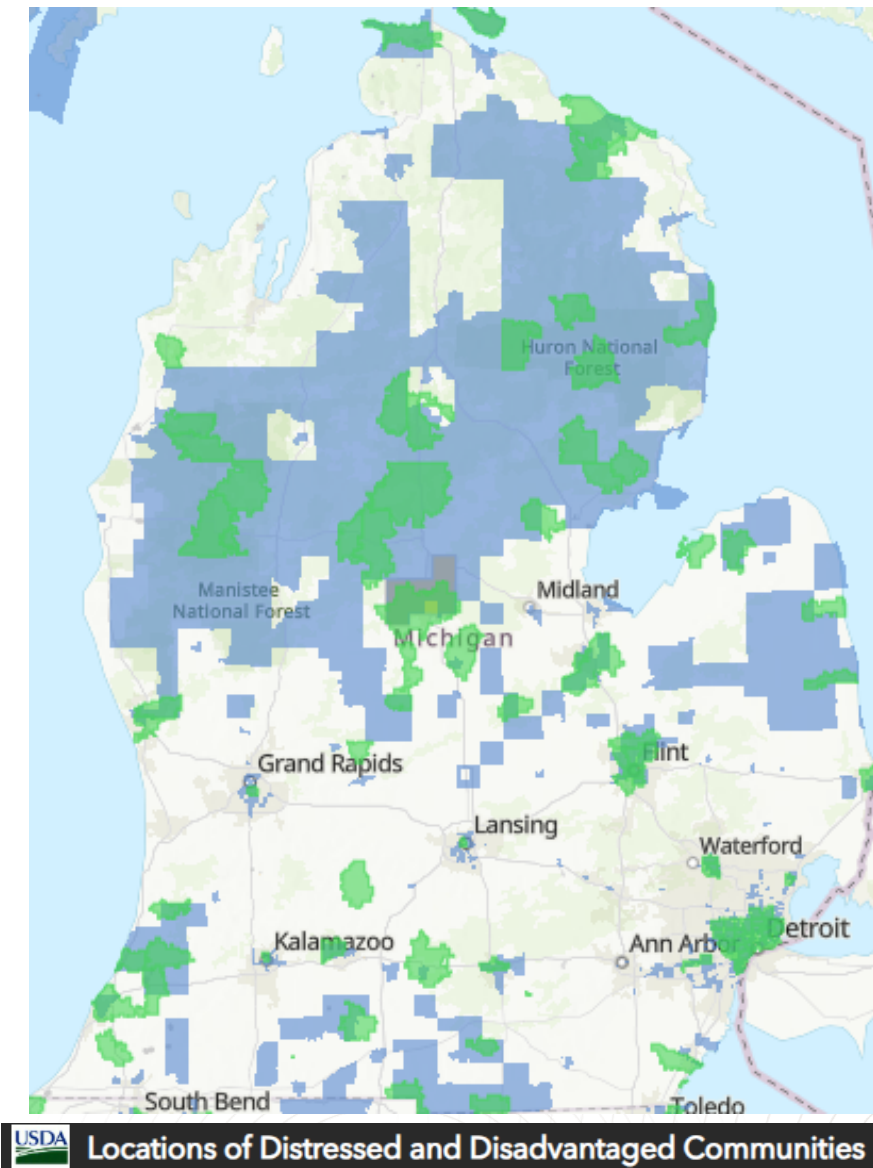 Huron National
Forest
Manistee
National Forest
Midland
Michigan
Flint
Grand Rapids
Lansing
Waterford
Detroit
Ann Arbor
Kalamazoo
South Bend
Toledo
USDA
Locations of Distressed and Disadvantaged Communities